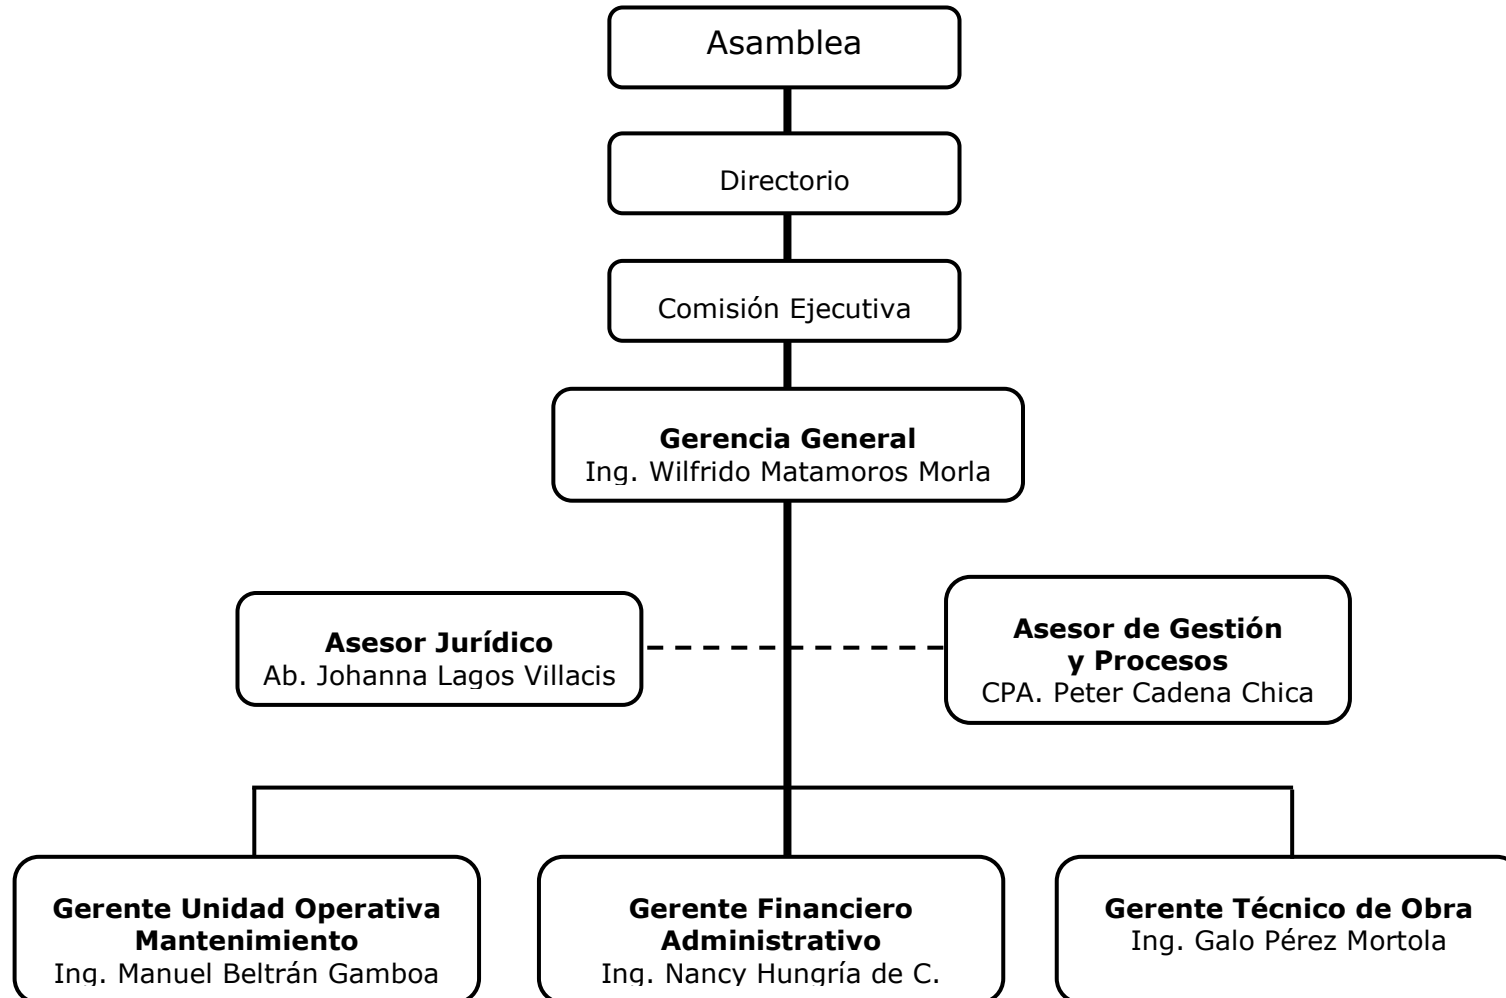 Asamblea
Directorio
Comisión Ejecutiva
Gerencia General
Ing. Wilfrido Matamoros Morla
Asesor Jurídico
Ab. Johanna Lagos Villacis
Asesor de Gestión
y Procesos
CPA. Peter Cadena Chica
Gerente Unidad Operativa
Mantenimiento
Ing. Manuel Beltrán Gamboa
Gerente Financiero
Administrativo
Ing. Nancy Hungría de C.
Gerente Técnico de Obra
Ing. Galo Pérez Mortola